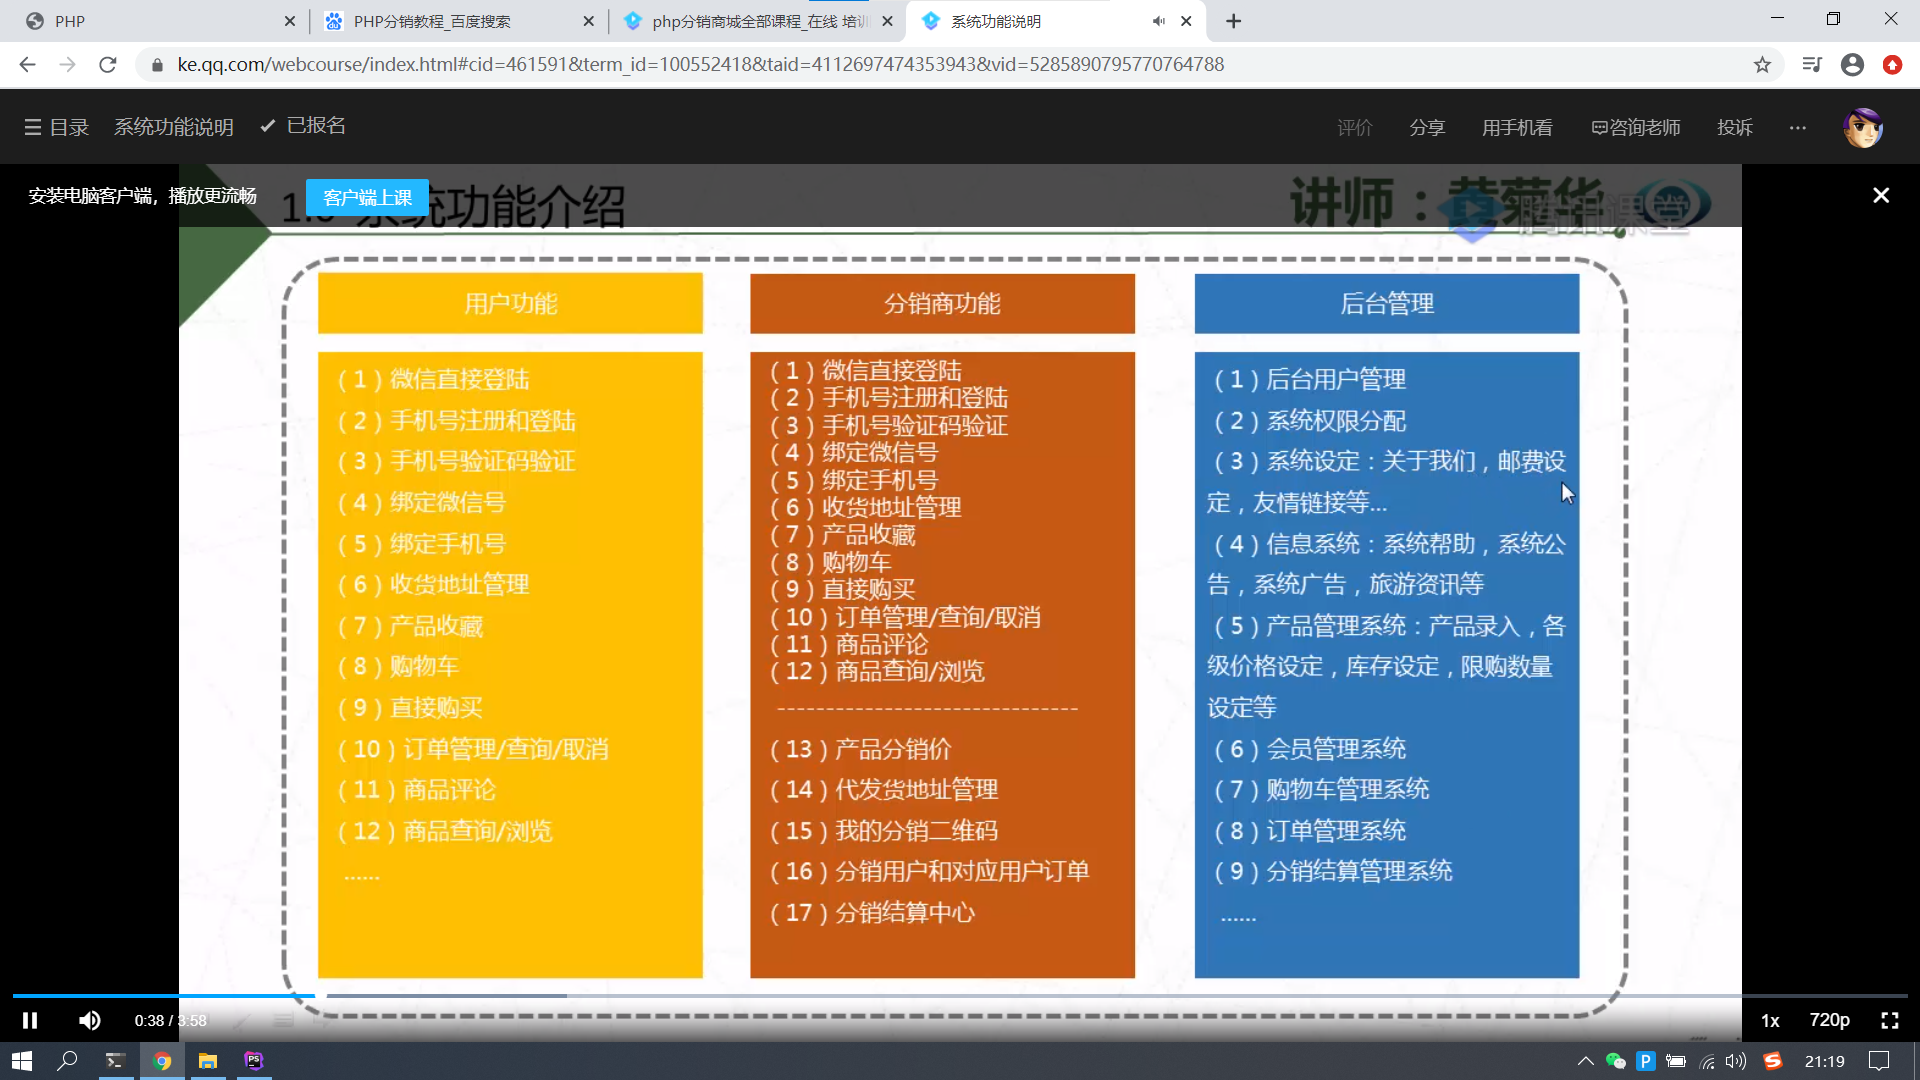 PHP
PHP分销教程_百度搜索
php分销商城全部课程_在线 培训
系统功能说明
ke.qq.com/webcourse/index.html#cid=461591&term_id=100552418&taid=4112697474353943&vid=5285890795770764788
目录
系统功能说明
已报名
评价
分享
用手机看
咨询老师
投诉
...
安装电脑客户端，播放更流畅
客户端上课
系统功能介绍
讲师：
腾讯课堂
用户功能
（1）微信直接登陆
（2）手机号注册和登陆
（3）手机号验证码验证
（4）绑定微信号
（5）绑定手机号
（6）收货地址管理
（7）产品收藏
（8）购物车
（9）直接购买
（10）订单管理/查询/取消
（11）商品评论
（12）商品查询/浏览
......
分销商功能
（1）微信直接登陆
（2）手机号注册和登陆
（3）手机号验证码验证
（4）绑定微信号
（5）绑定手机号
（6）收货地址管理
（7）产品收藏
（8）购物车
（9）直接购买
（10）订单管理/查询/取消
（11）商品评论
（12）商品查询/浏览
-------------------------------
（13）产品分销价
（14）代发货地址管理
（15）我的分销二维码
（16）分销用户和对应用户订单
（17）分销结算中心
后台管理
（1）后台用户管理
（2）系统权限分配
（3）系统设定：关于我们，邮费设
定，友情链接等...
（4）信息系统：系统帮助，系统公
告，系统广告，旅游资讯等
（5）产品管理系统：产品录入，各
级价格设定，库存设定，限购数量
设定等
（6）会员管理系统
（7）购物车管理系统
（8）订单管理系统
（9）分销结算管理系统
......
0:38 / 3:58
1x
720p
PS
P
S
21:19